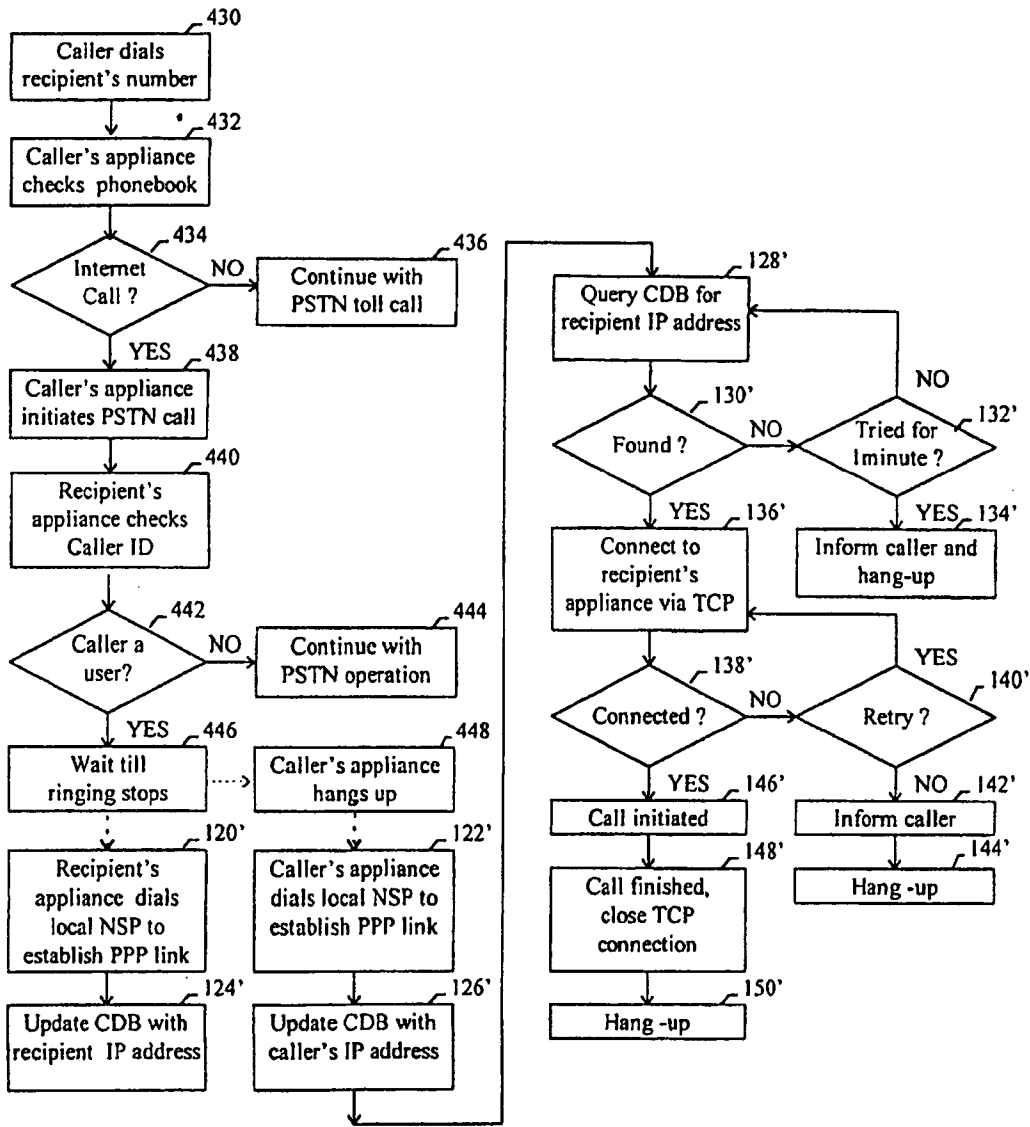 430
Caller dials
recipient's number
432
Caller's appliance
checks phonebook
434
Internet
Call ?
NO
436
Continue with
PSTN toll call
YES
438
Caller's appliance
initiates PSTN call
440
Recipient's
appliance checks
Caller ID
442
Caller a
user?
NO
444
Continue with
PSTN operation
YES
446
Wait till
ringing stops
448
Caller's appliance
hangs up
120'
Recipient's
appliance dials
local NSP to
establish PPP link
122'
Caller's appliance
dials local NSP to
establish PPP link
124'
Update CDB with
recipient IP address
126'
Update CDB with
caller's IP address
128'
Query CDB for
recipient IP address
130'
Found ?
NO
NO
132'
Tried for
1minute ?
YES
134'
Inform caller and
hang-up
YES
136'
Connect to
recipient's
appliance via TCP
138'
Connected ?
NO
YES
140'
Retry ?
NO
142'
Inform caller
144'
Hang -up
YES
146'
Call initiated
148'
Call finished,
close TCP
connection
150'
Hang -up